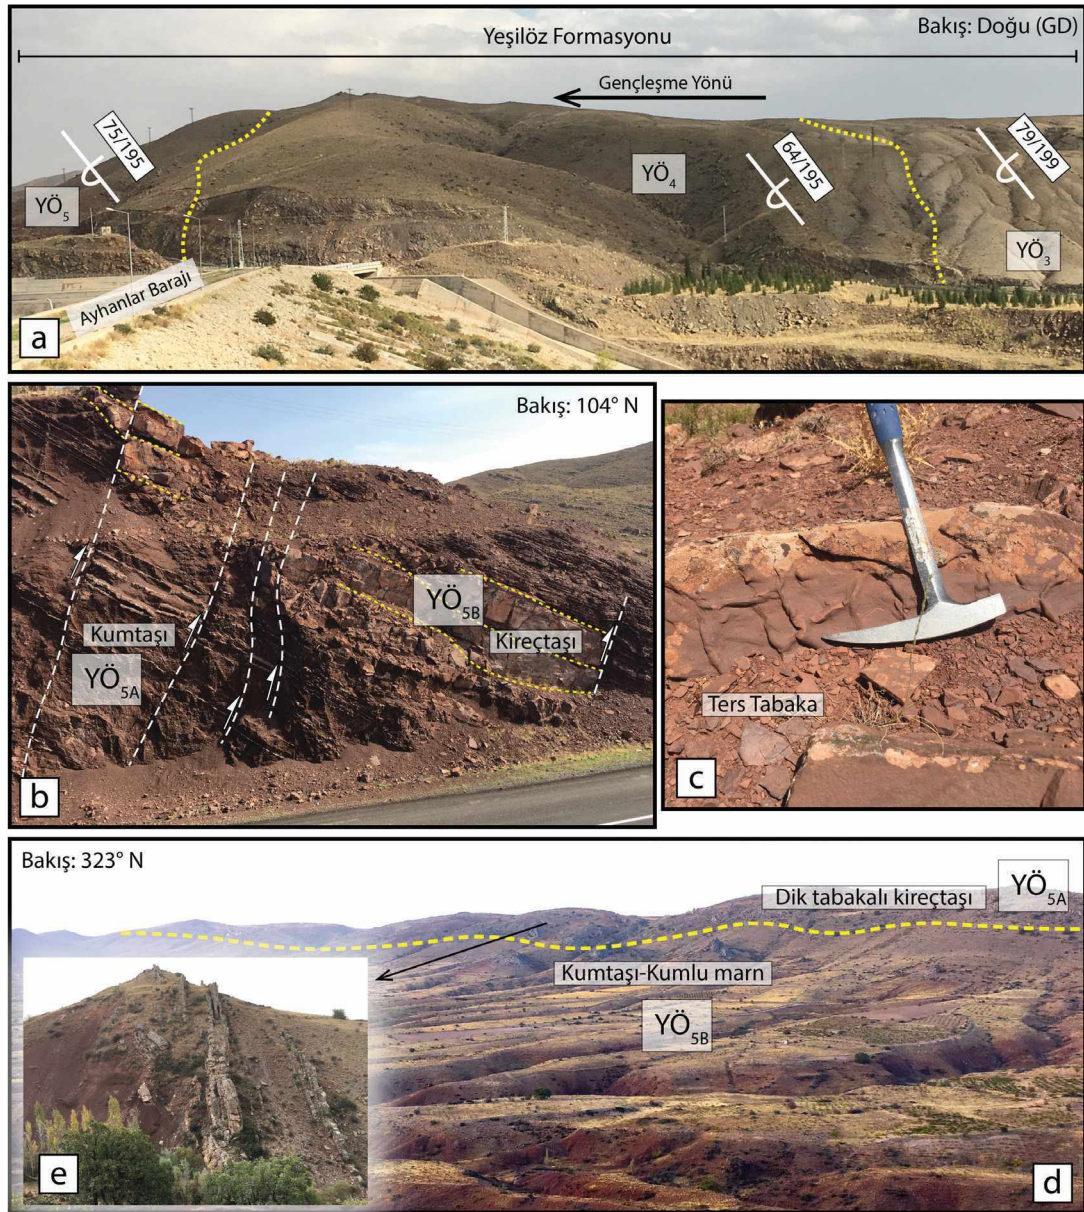 Bakış: Doğu (GD)
Yeşilöz Formasyonu
Gençleşme Yönü
75/195
64/195
79/199
YÖ5
YÖ4
YÖ3
Ayhanlar Barajı
a
Bakış: 104° N
YÖ5B
Kumtaşı
Kireçtaşı
YÖ5A
b
Ters Tabaka
c
Bakış: 323° N
YÖ5A
Dik tabakalı kireçtaşı
Kumtaşı-Kumlu marn
YÖ5B
e
d